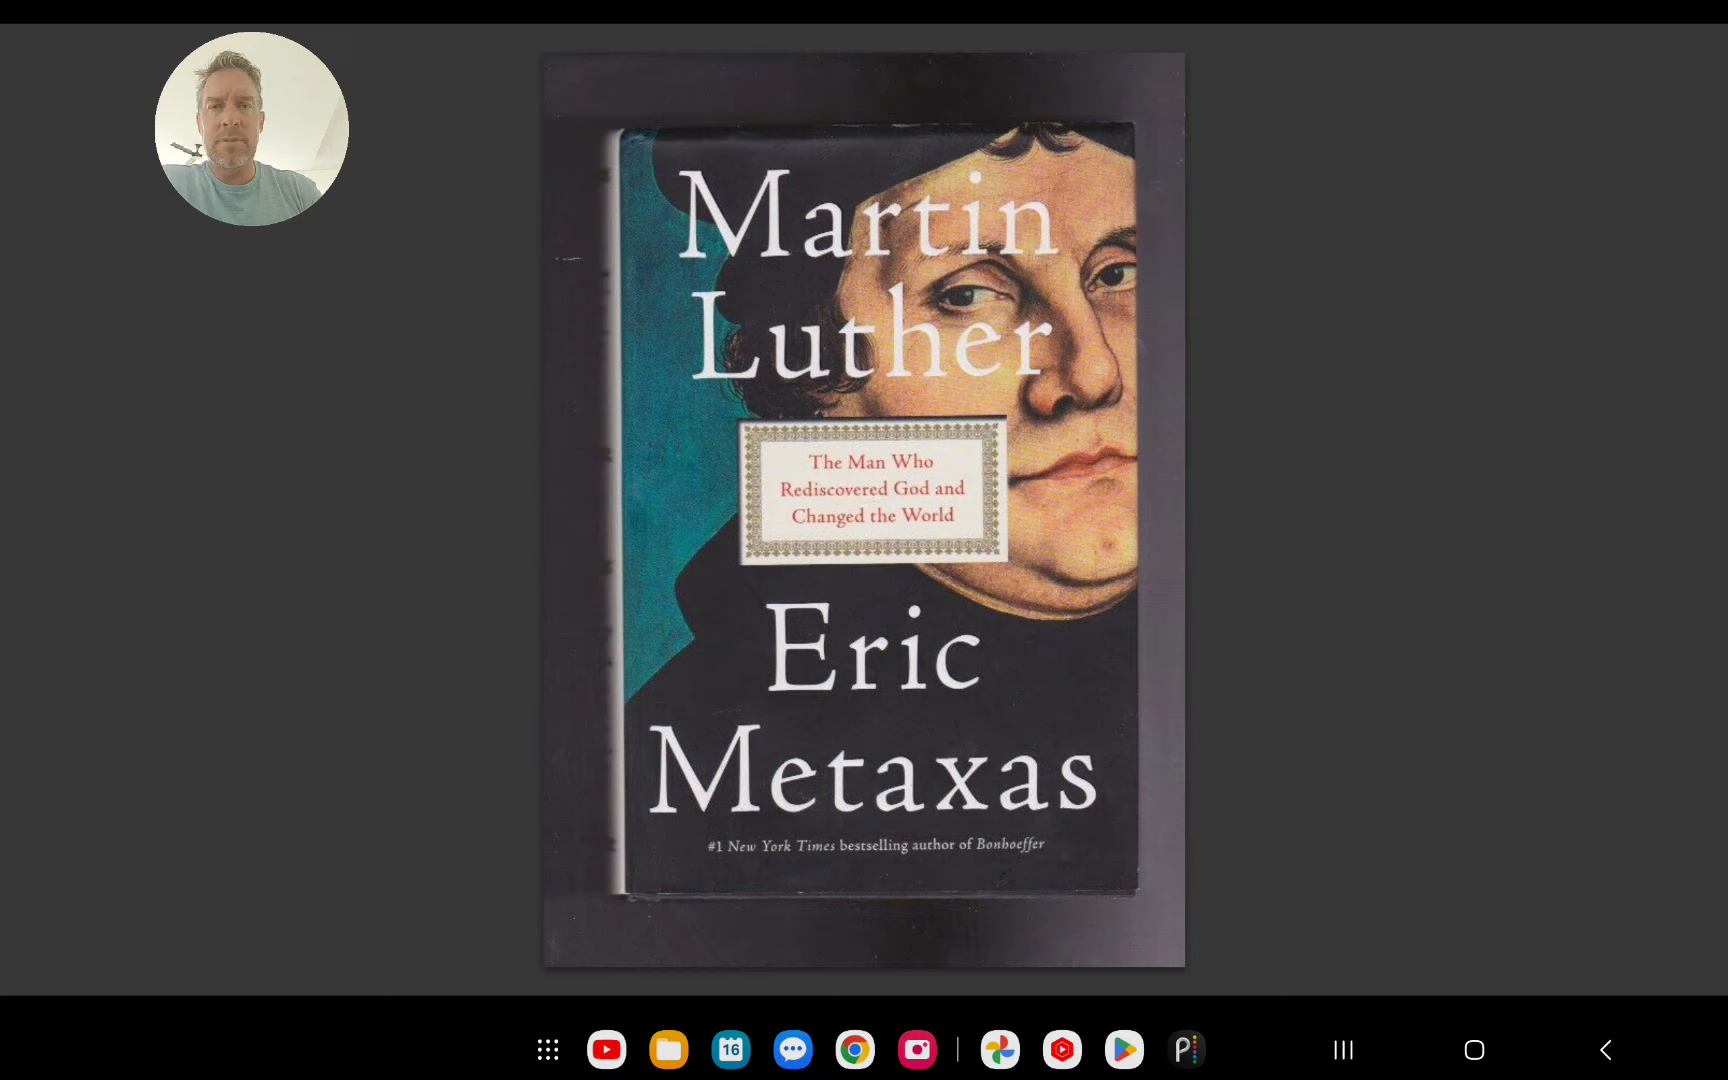 Martin
Luther
The Man Who
Rediscovered God and
Changed the World
Eric
Metaxas
#1 New York Times bestselling author of Bonhoeffer
16